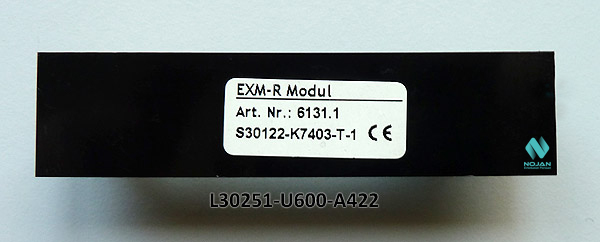 EXM-R Modul
Art. Nr.: 6131.1
S30122-K7403-T-1 CE
NOJAN
L30251-U600-A422